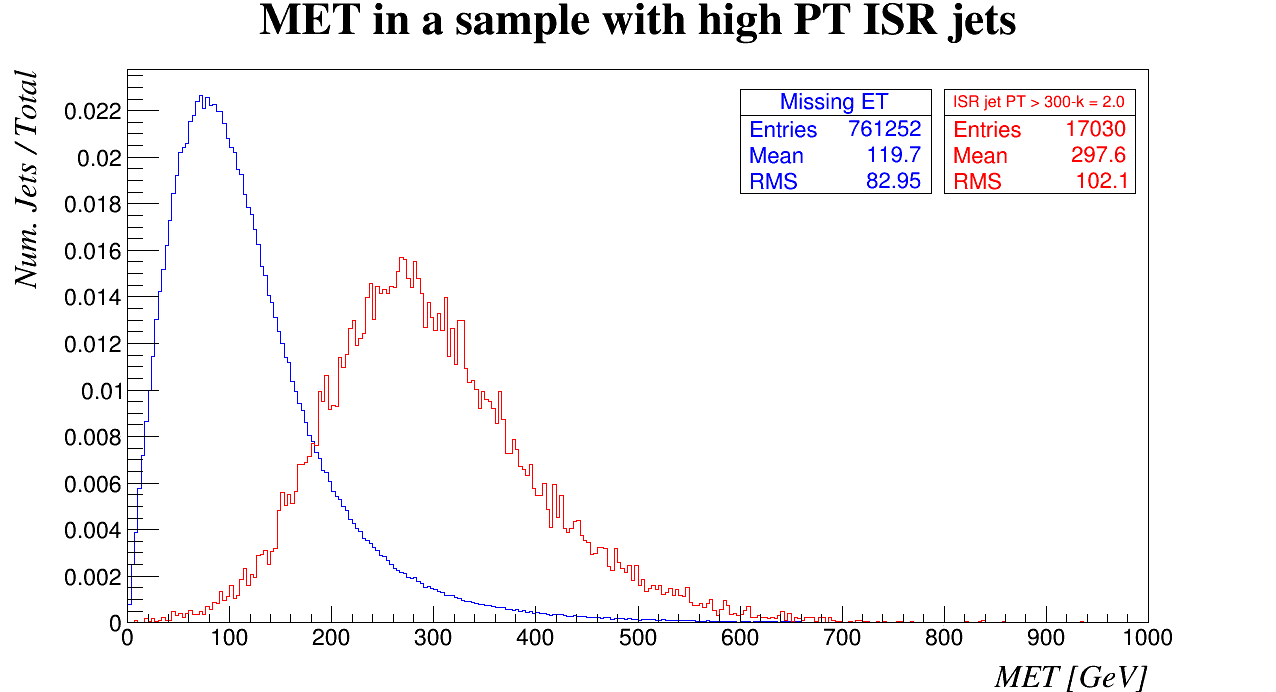 MET in a sample with high PT ISR jets
Num. Jets / Total
0.022
0.02
0.018
0.016
0.014
0.012
0.01
0.008
0.006
0.004
0.002
0
Missing ET
Entries 761252
Mean 119.7
RMS 82.95
ISR jet PT > 300-k = 2.0
Entries 17030
Mean 297.6
RMS 102.1
0 100 200 300 400 500 600 700 800 900 1000
MET [GeV]